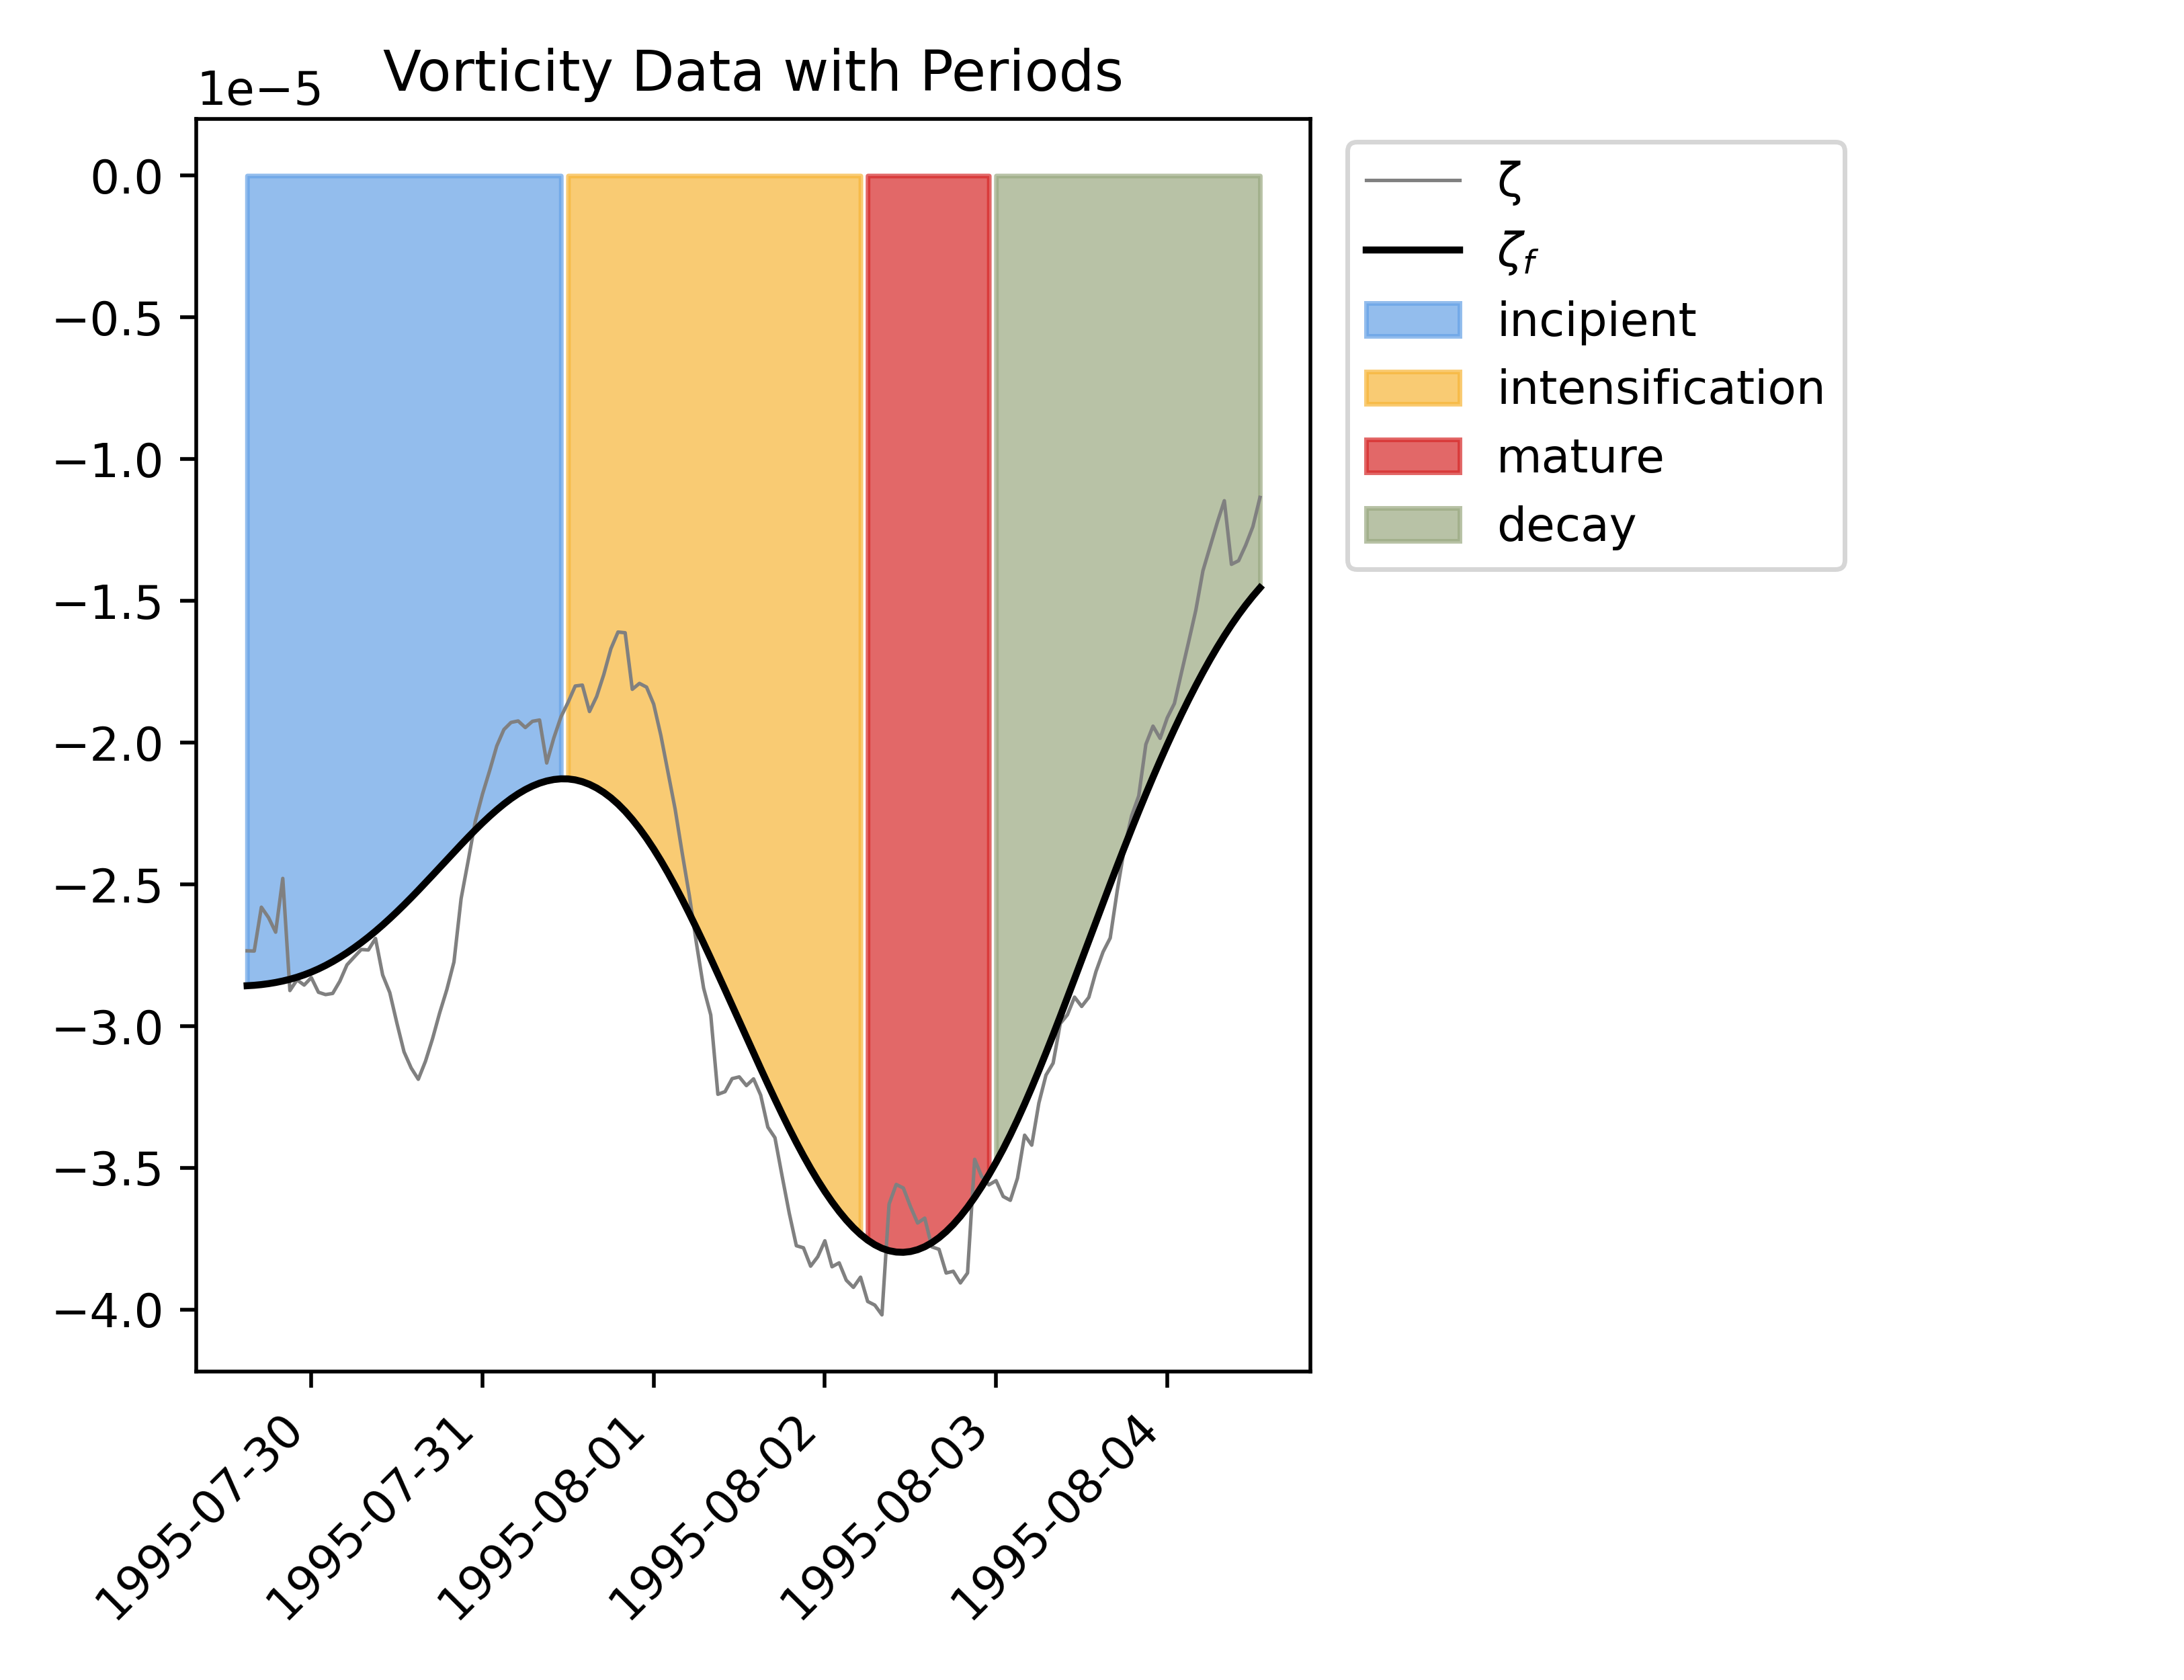 Vorticity Data with Periods
1e−5
0.0
−0.5
−1.0
−1.5
−2.0
−2.5
−3.0
−3.5
−4.0
1995-07-30
1995-07-31
1995-08-01
1995-08-02
1995-08-03
1995-08-04
ζ
ζf
incipient
intensification
mature
decay